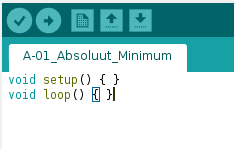 A-01_Absoluut_Minimum
void setup() { }
void loop() { }